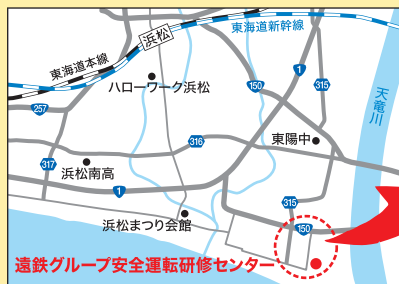 浜松
東海道新幹線
東海道本線
ハローワーク浜松
1
315
150
257
天竜川
316
東陽中
317
浜松南高
1
315
浜松まつり会館
150
遠鉄グループ安全運転研修センター